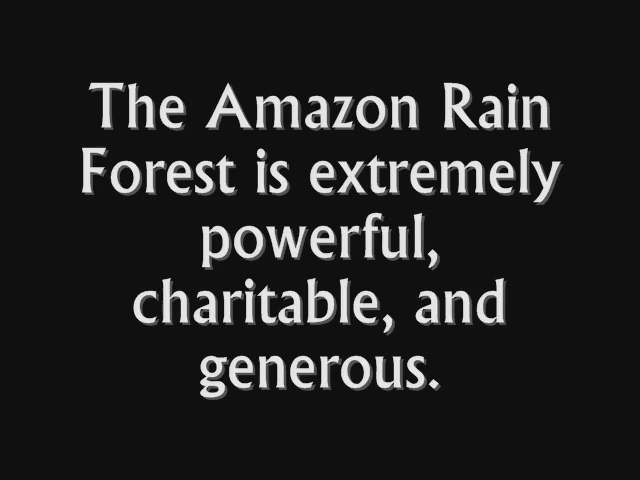 The Amazon Rain
Forest is extremely
powerful,
charitable, and
generous.